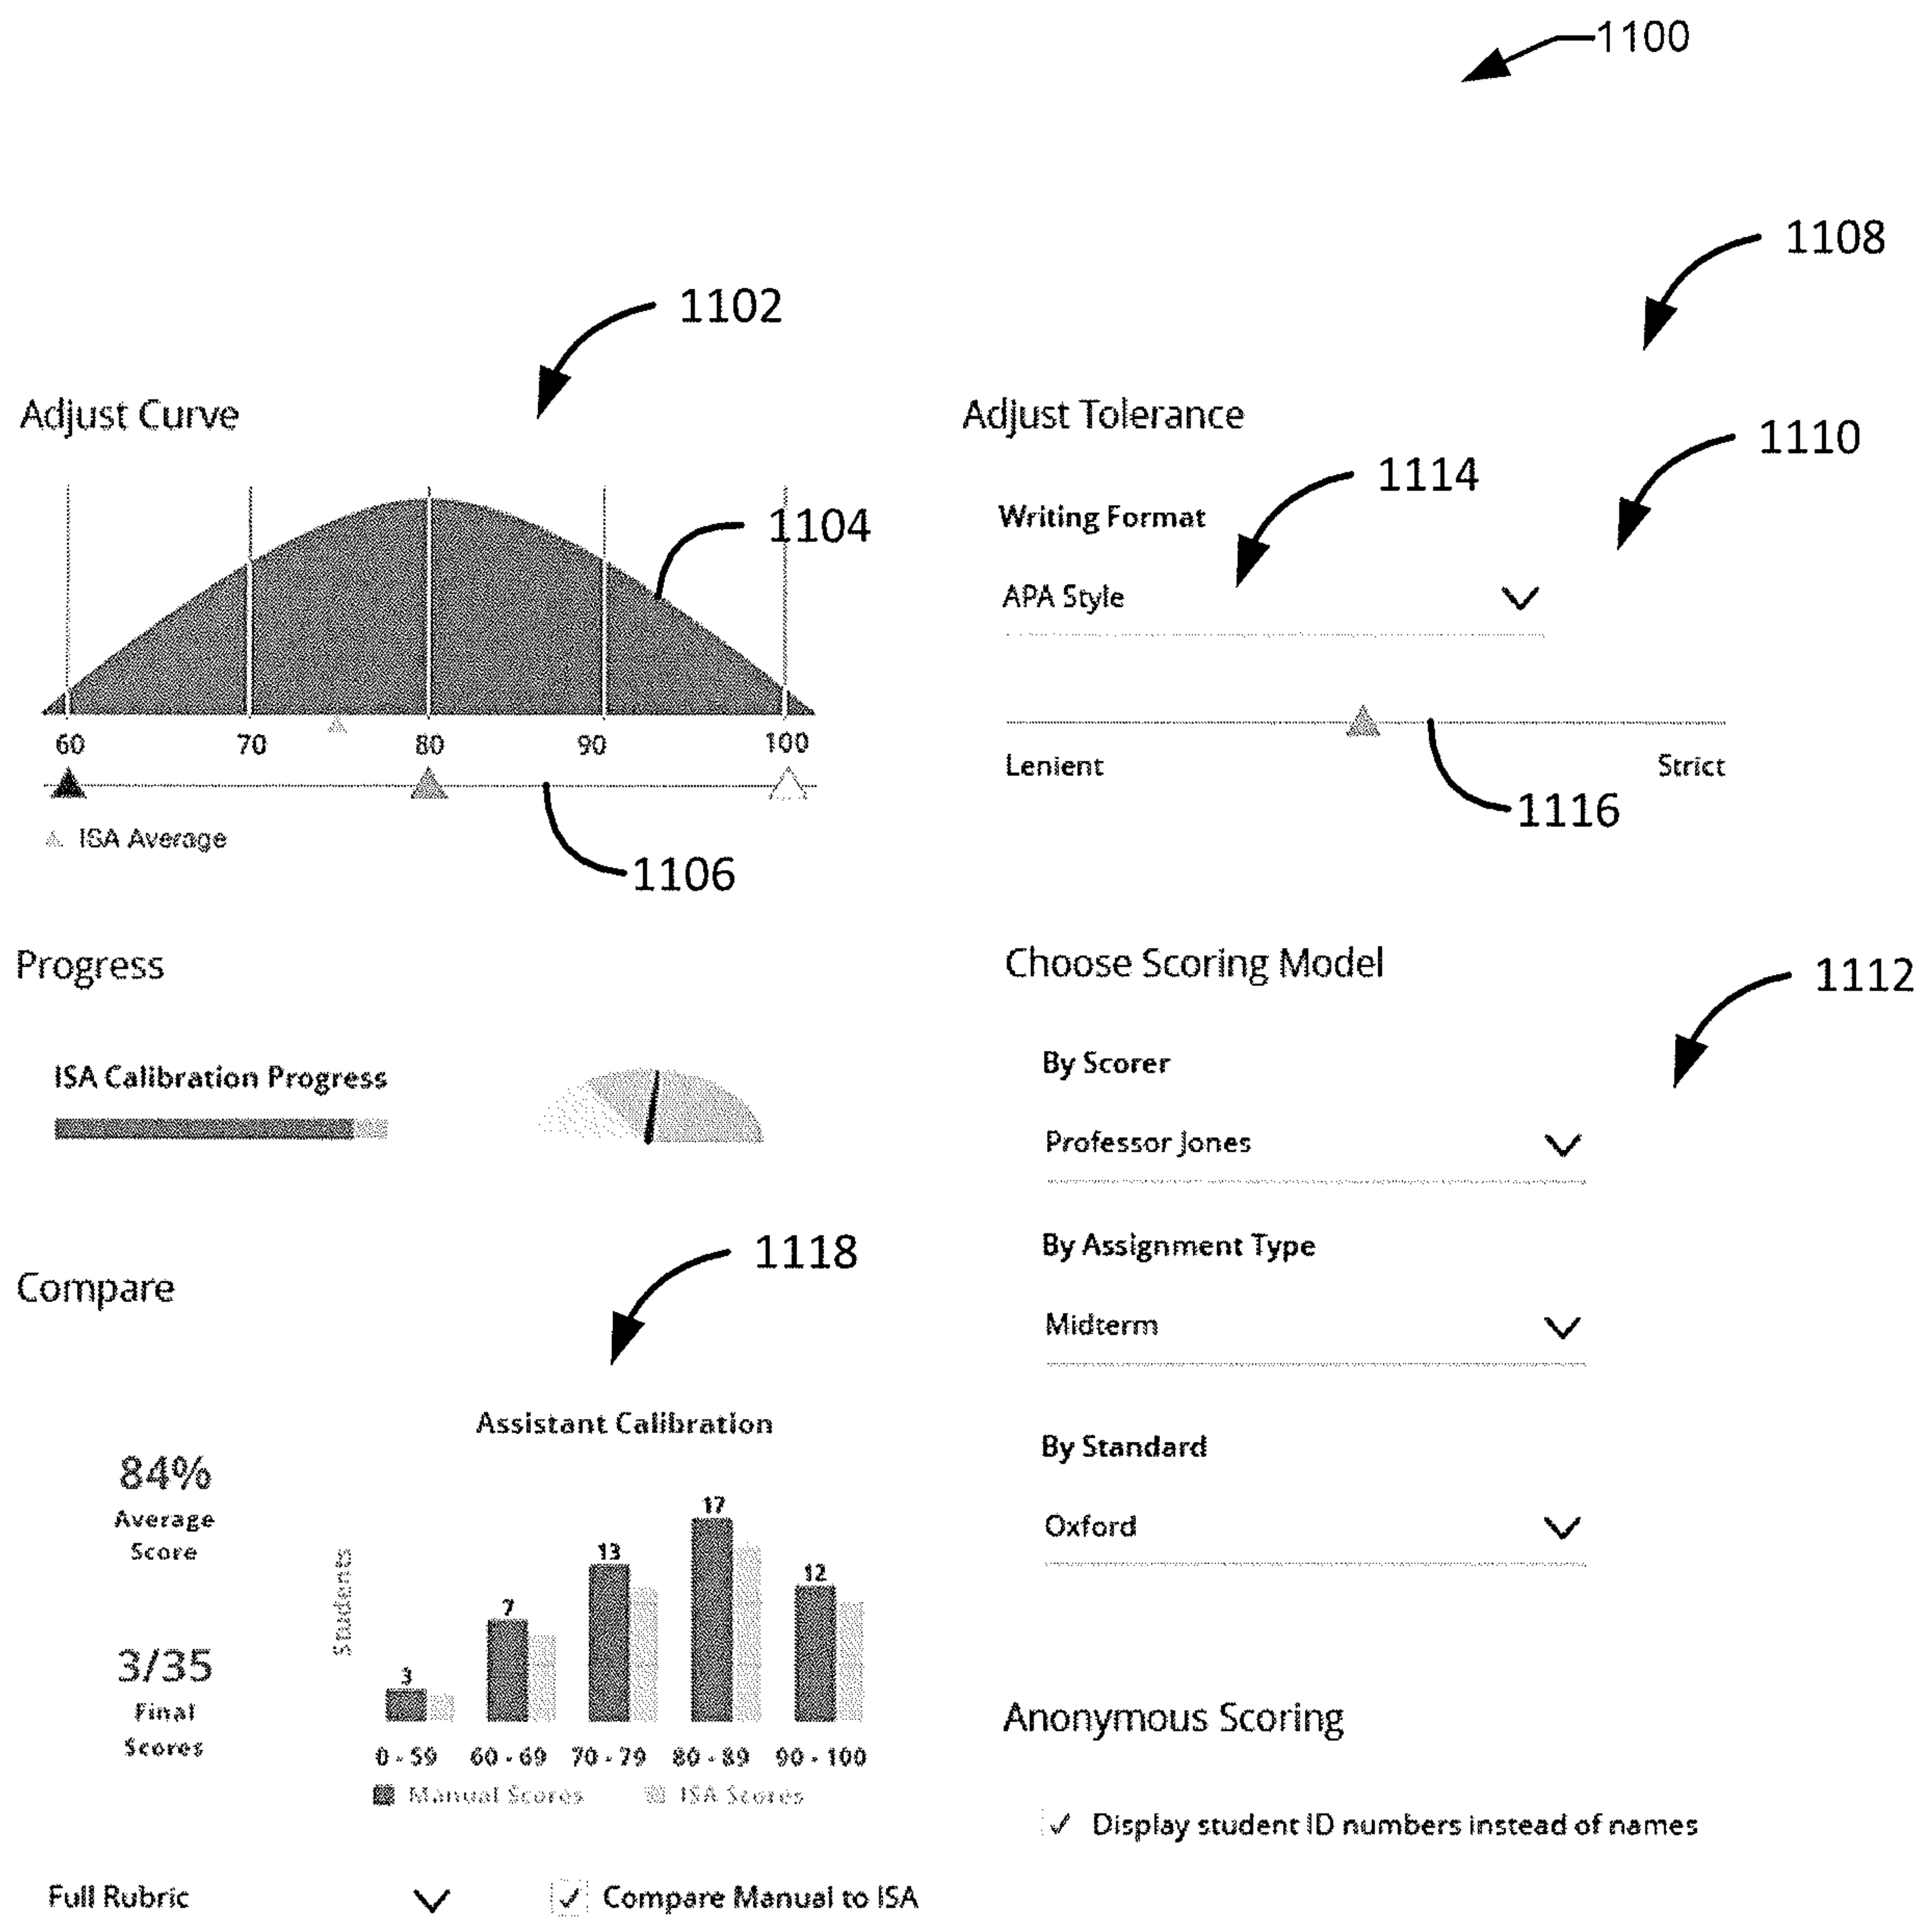 1100
1108
1102
Adjust Curve
Adjust Tolerance
1110
1114
Writing Format
1104
APA Style
60 70 80 90 100
Lenient Strict
1116
ISA Average
1106
Progress
Choose Scoring Model
1112
By Scorer
ISA Calibration Progress
Professor Jones
By Assignment Type
1118
Compare
Midterm
Assistant Calibration
By Standard
84%
Average
Score
Oxford
Students
3 7 13 17 12
3/35
Final
Scores
0 - 59 60 - 69 70 - 79 80 - 89 90 - 100
Manual Scores ISA Scores
Anonymous Scoring
Display student ID numbers instead of names
Full Rubric
Compare Manual to ISA